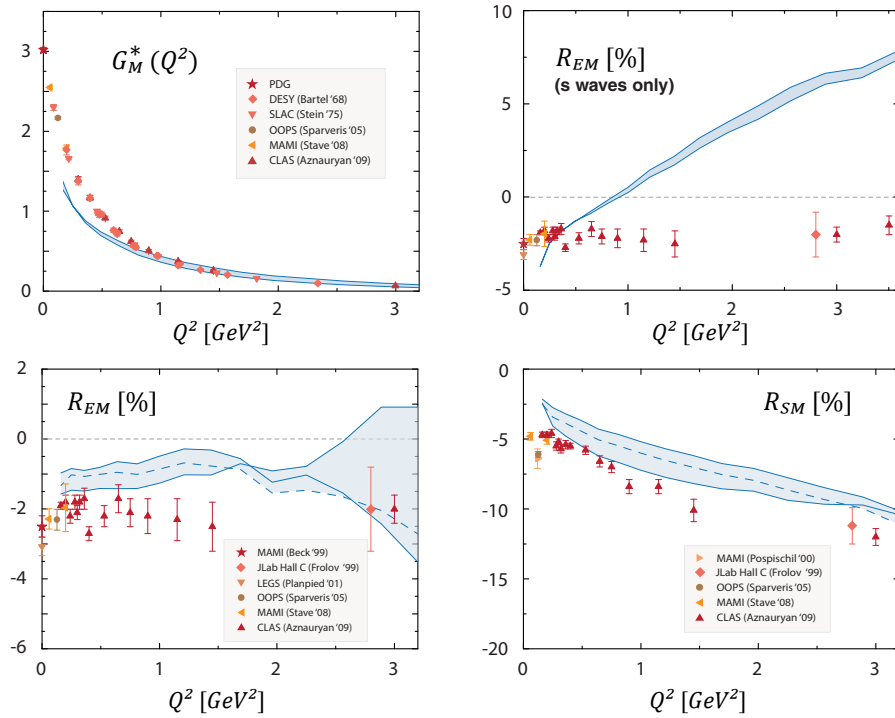 G*M (Q²)
3
2
1
0
PDG
DESY (Bartel '68)
SLAC (Stein '75)
OOPS (Sparveris '05)
MAMI (Stave '08)
CLAS (Aznauryan '09)
0 1 2 3
Q² [GeV²]
REM [%]
(s waves only)
10
5
0
-5
0 1 2 3
Q² [GeV²]
REM [%]
2
1
0
-1
-2
-4
-6
MAMI (Beck '99)
JLab Hall C (Frolov '99)
LEGS (Planpied '01)
OOPS (Sparveris '05)
MAMI (Stave '08)
CLAS (Aznauryan '09)
0 1 2 3
Q² [GeV²]
RSM [%]
0
-5
-10
-15
-20
MAMI (Pospischil '00)
JLab Hall C (Frolov '99)
OOPS (Sparveris '05)
MAMI (Stave '08)
CLAS (Aznauryan '09)
0 1 2 3
Q² [GeV²]